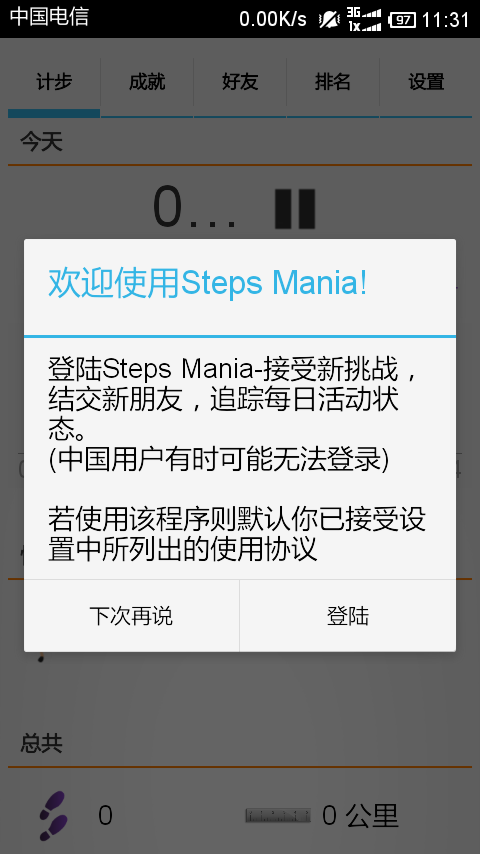 中国电信 0.00K/s 3G 1x 97 11:31
计步 成就 好友 排名 设置
今天
0...
欢迎使用Steps Mania!
登陆Steps Mania-接受新挑战，
结交新朋友，追踪每日活动状
态。
(中国用户有时可能无法登录)
若使用该程序则默认你已接受设
置中所列出的使用协议
下次再说 登陆
总共
0 0 公里